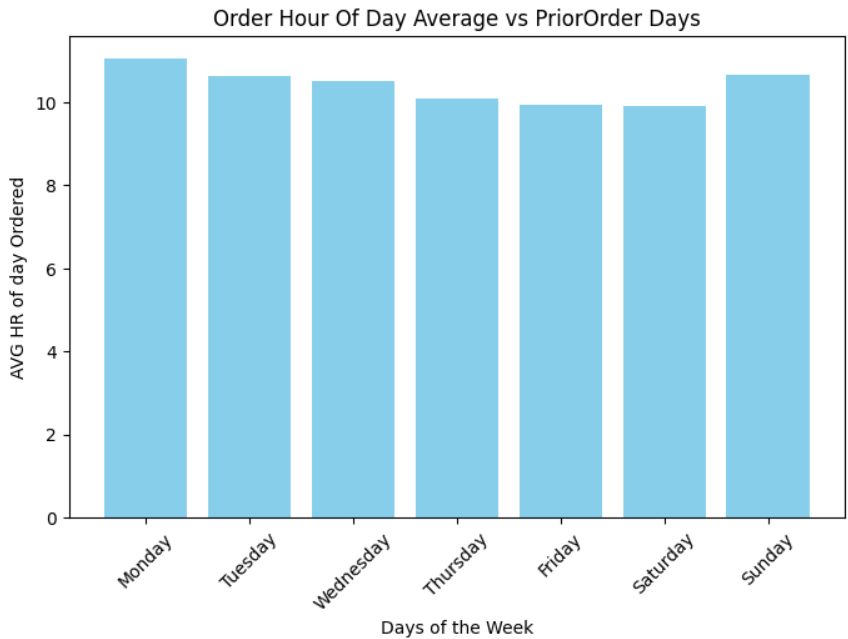 Order Hour Of Day Average vs PriorOrder Days
AVG HR of day Ordered
10
8
6
4
2
0
Monday
Tuesday
Wednesday
Thursday
Friday
Saturday
Sunday
Days of the Week